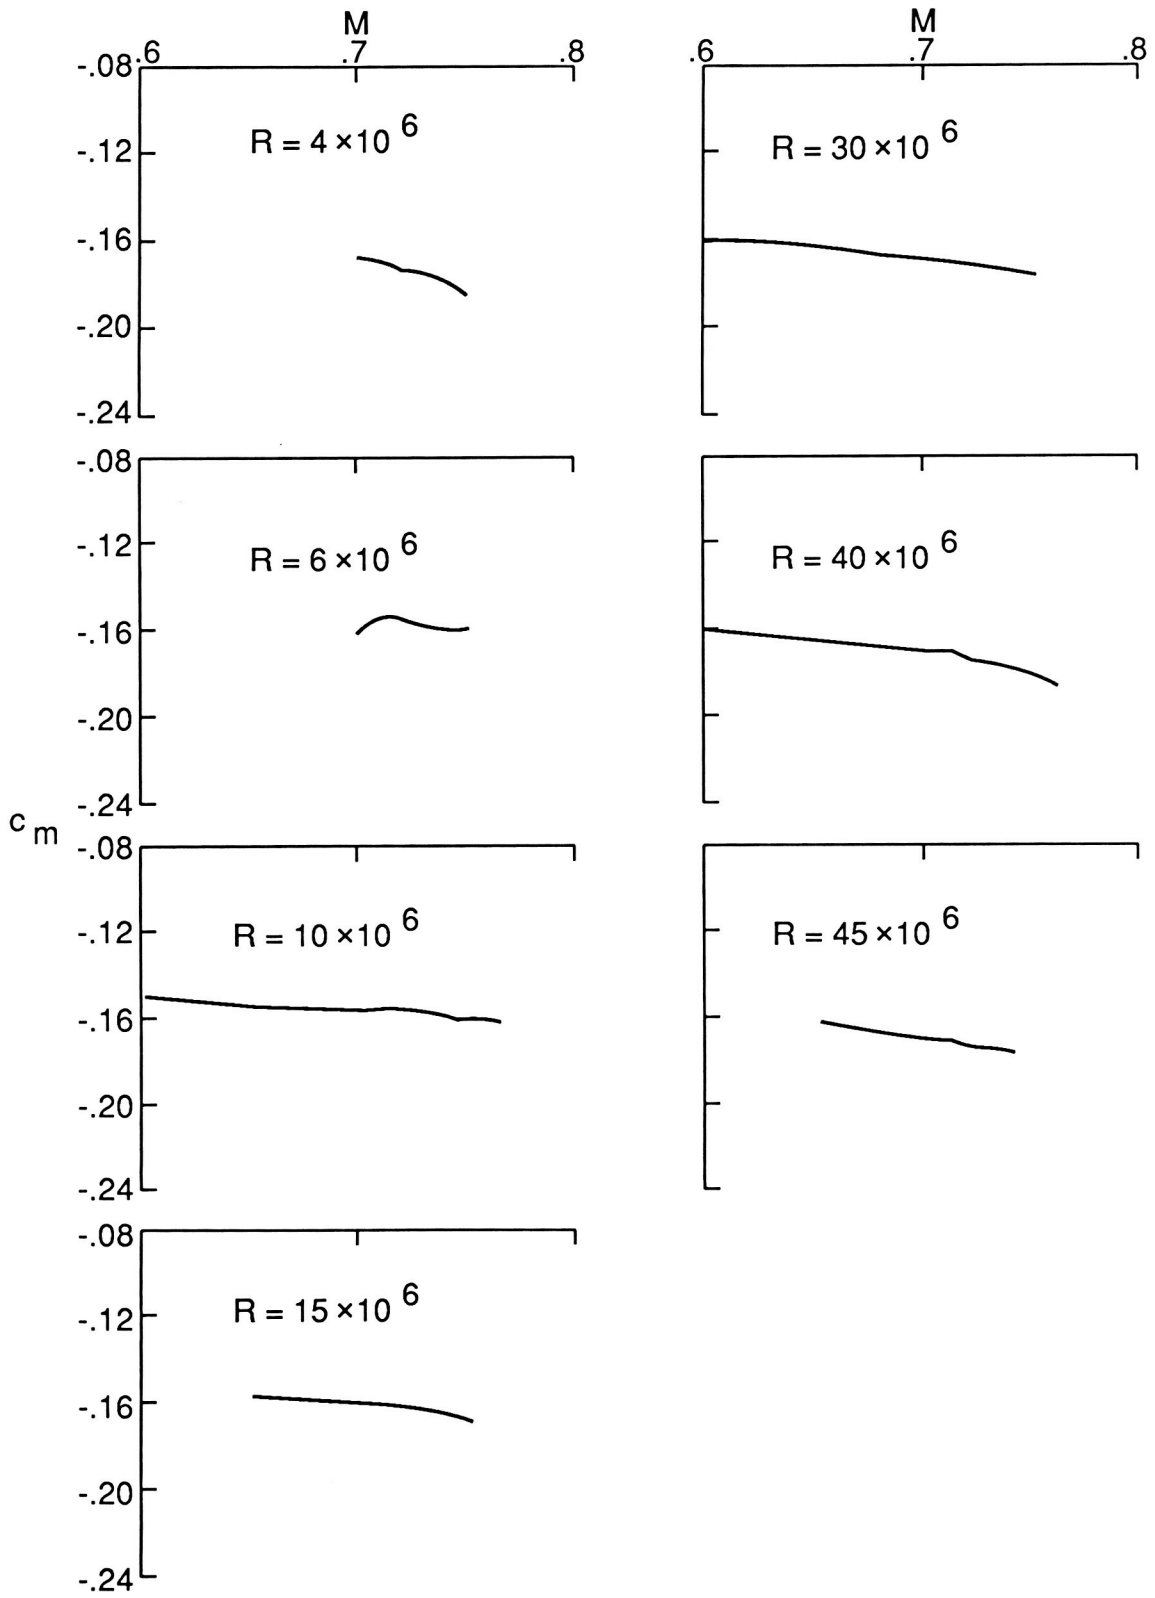 M
.6 .7 .8
-.08
-.12
-.16
-.20
-.24
R = 4 ×10 6
M
.6 .7 .8
R = 30 ×10 6
-.08
-.12
-.16
-.20
-.24
R = 6 ×10 6
R = 40 ×10 6
c m
-.08
-.12
-.16
-.20
-.24
R = 10 ×10 6
R = 45 ×10 6
-.08
-.12
-.16
-.20
-.24
R = 15 ×10 6